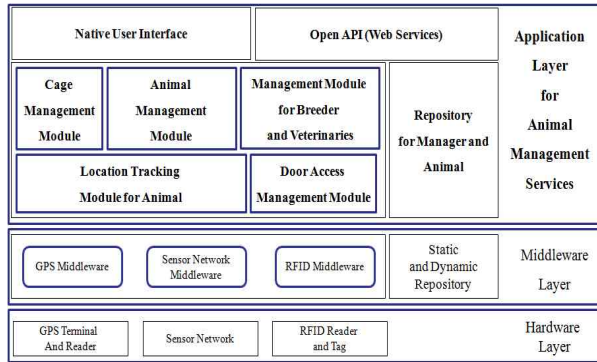 Native User Interface
Open API (Web Services)
Application
Layer
for
Animal
Management
Services
Cage
Management
Module
Animal
Management
Module
Management Module
for Breeder
and Veterinaries
Repository
for Manager and
Animal
Location Tracking
Module for Animal
Door Access
Management Module
GPS Middleware
Sensor Network
Middleware
RFID Middleware
Static
and Dynamic
Repository
Middleware
Layer
GPS Terminal
And Reader
Sensor Network
RFID Reader
and Tag
Hardware
Layer